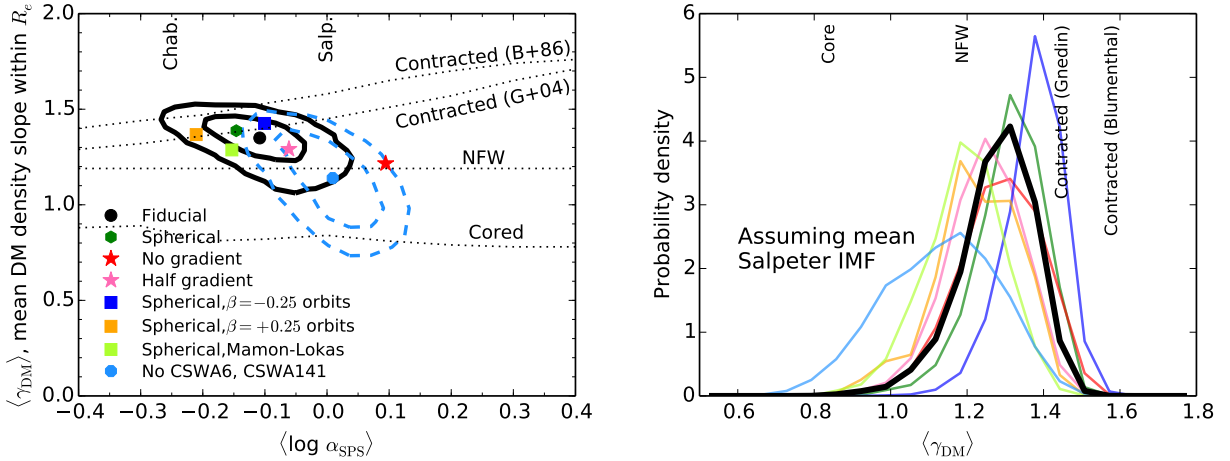 2.0
1.5
1.0
0.5
0.0
⟨γ_DM⟩, mean DM density slope within R_e
Chab.
Salp.
Contracted (B+86)
Contracted (G+04)
NFW
Cored
Fiducial
Spherical
No gradient
Half gradient
Spherical,β=−0.25 orbits
Spherical,β=+0.25 orbits
Spherical,Mamon-Lokas
No CSWA6, CSWA141
−0.4 −0.3 −0.2 −0.1 0.0 0.1 0.2 0.3 0.4
⟨log α_SPS⟩
6
5
4
3
2
1
0
Probability density
Core
NFW
Contracted (Gnedin)
Contracted (Blumenthal)
Assuming mean
Salpeter IMF
0.6 0.8 1.0 1.2 1.4 1.6 1.8
⟨γ_DM⟩